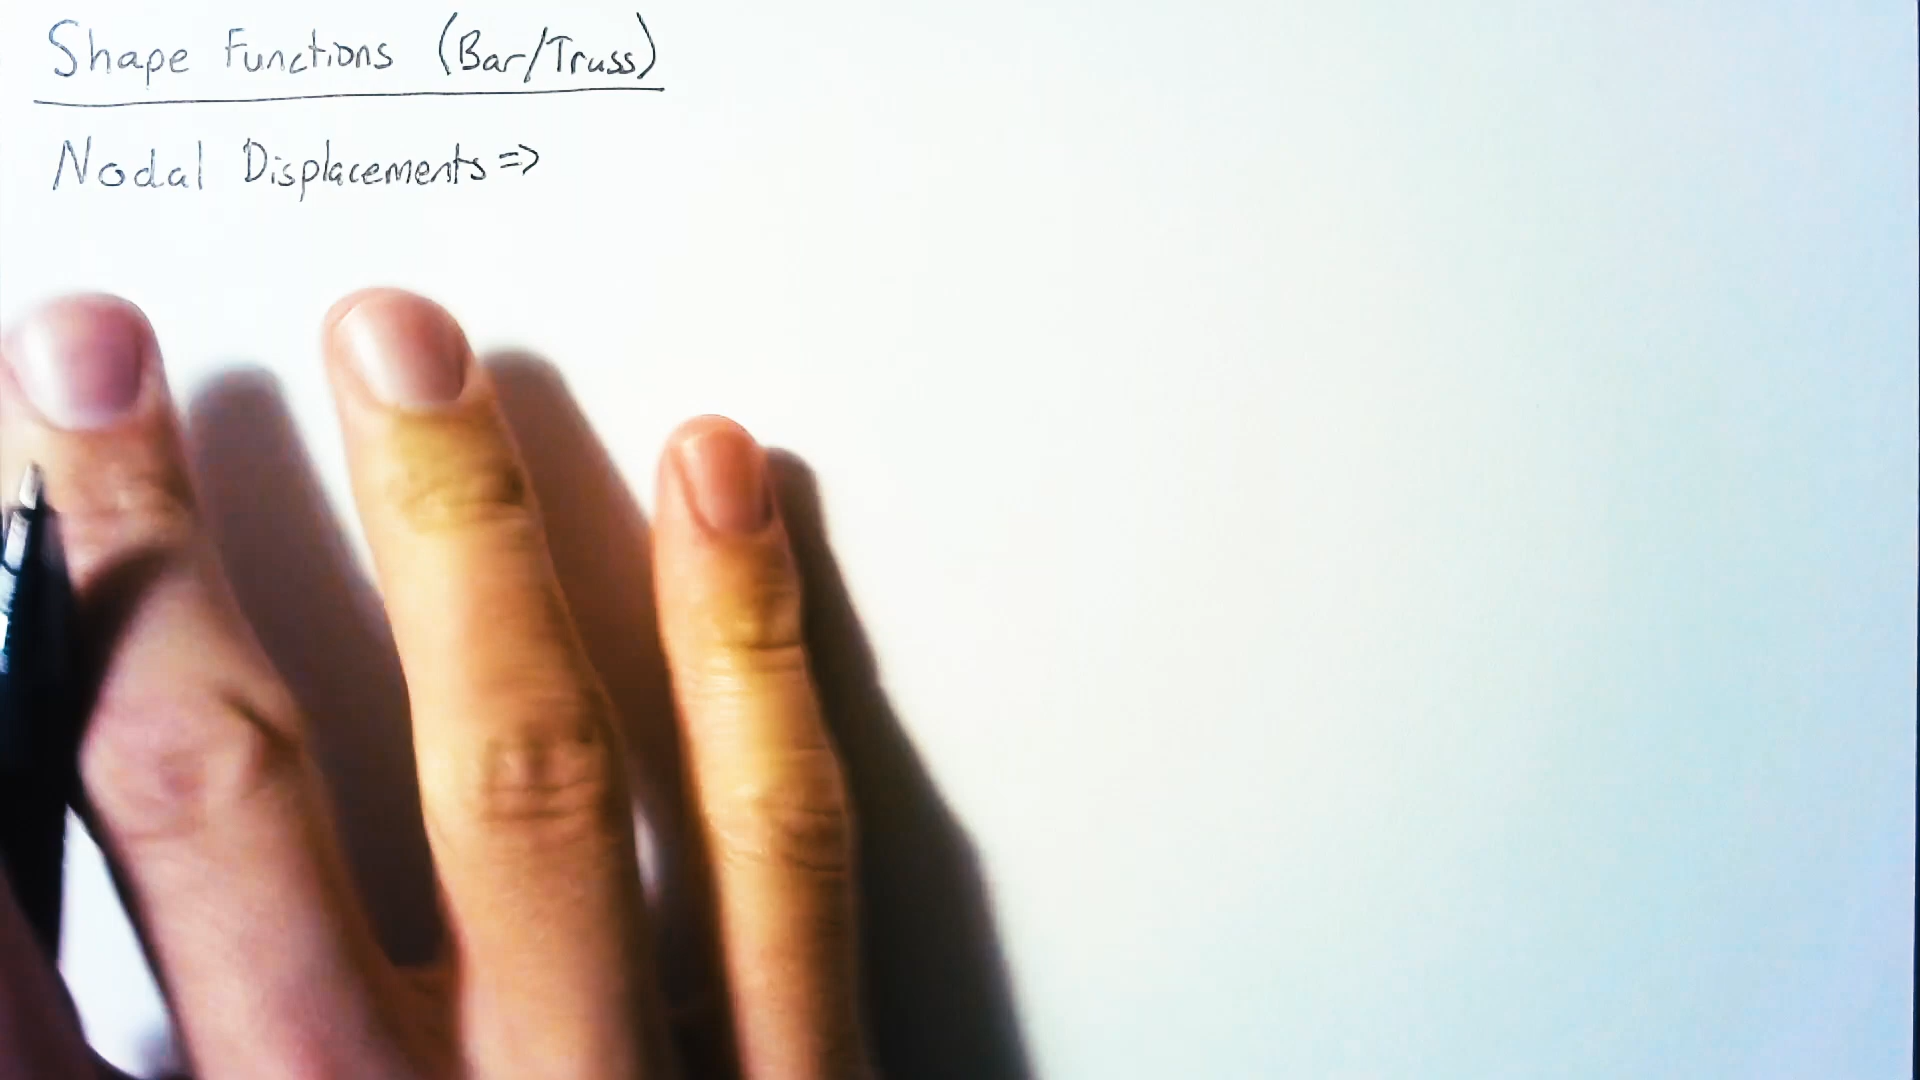 Shape Functions (Bar/Truss)
Nodal Displacements =>